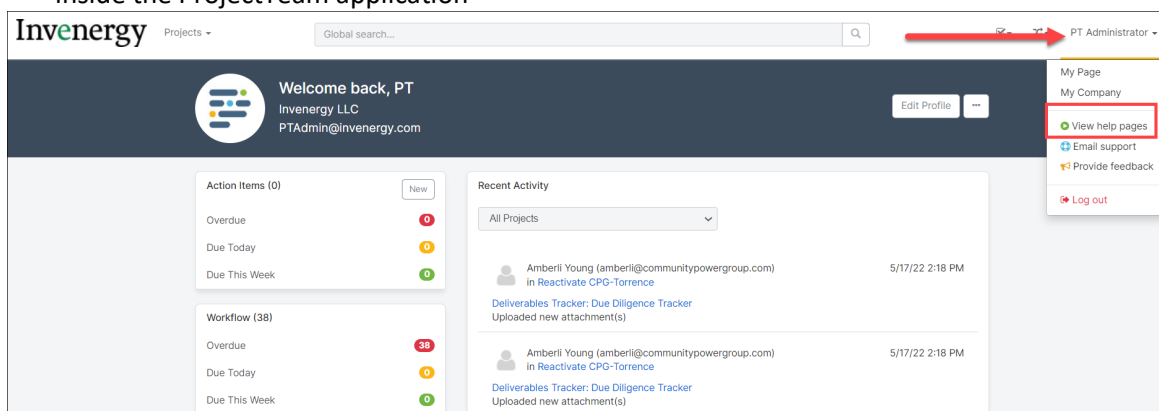 inside the ProjectTeam application
Invenergy
Projects
Global search...
PT Administrator
My Page
My Company
View help pages
Email support
Provide feedback
Log out
Welcome back, PT
Invenergy LLC
PTAdmin@invenergy.com
Edit Profile
Action Items (0)
New
Overdue
0
Due Today
0
Due This Week
0
Workflow (38)
Overdue
38
Due Today
0
Due This Week
0
Recent Activity
All Projects
Amberli Young (amberli@communitypowergroup.com)
5/17/22 2:18 PM
in Reactivate CPG-Torrence
Deliverables Tracker: Due Diligence Tracker
Uploaded new attachment(s)
Amberli Young (amberli@communitypowergroup.com)
5/17/22 2:18 PM
in Reactivate CPG-Torrence
Deliverables Tracker: Due Diligence Tracker
Uploaded new attachment(s)